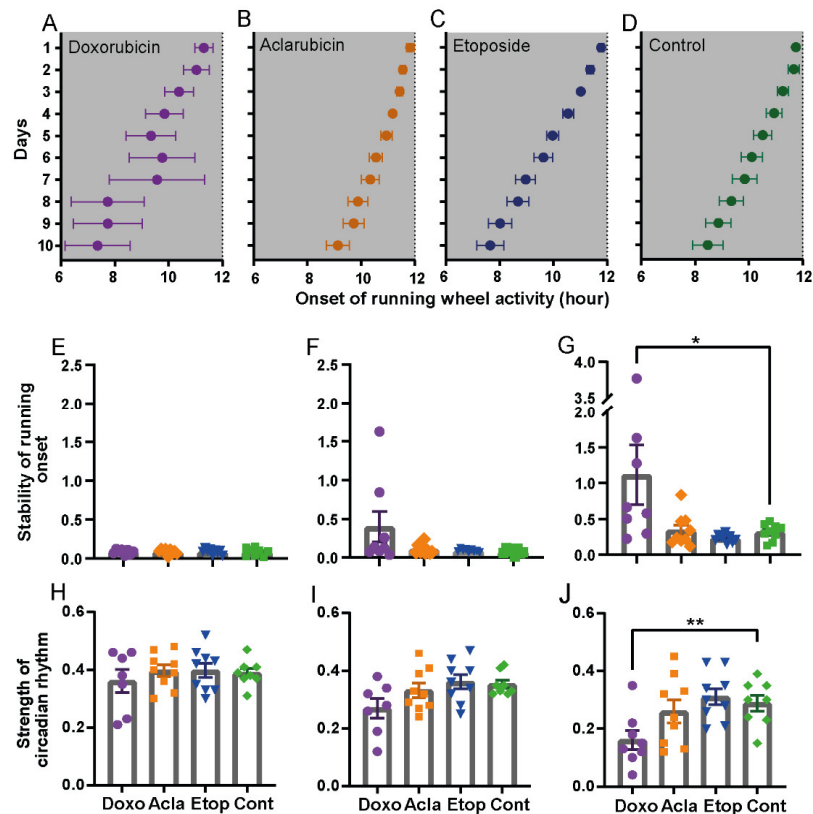 A
B
C
D
Doxorubicin
Aclarubicin
Etoposide
Control
Days
1
2
3
4
5
6
7
8
9
10
6 8 10 12
6 8 10 12
6 8 10 12
6 8 10 12
Onset of running wheel activity (hour)
E
F
G
Stability of running
onset
2.5
2.0
1.5
1.0
0.5
0.0
2.5
2.0
1.5
1.0
0.5
0.0
*
4.0
3.5
2.0
1.5
1.0
0.5
0.0
H
I
J
Strength of
circadian rhythm
0.6
0.4
0.2
0.0
0.6
0.4
0.2
0.0
**
0.6
0.4
0.2
0.0
Doxo Acla Etop Cont
Doxo Acla Etop Cont
Doxo Acla Etop Cont